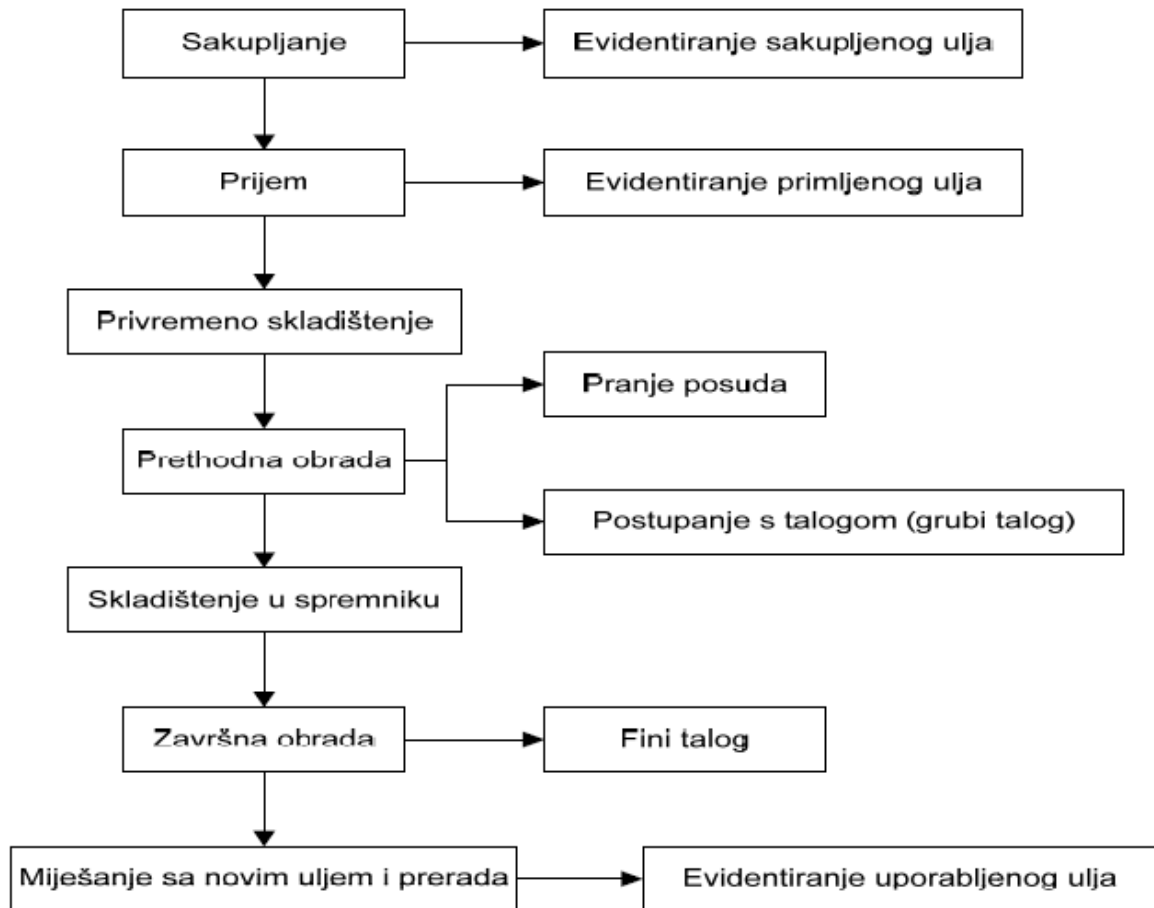 Sakupljanje
Evidentiranje sakupljenog ulja
Prijem
Evidentiranje primljenog ulja
Privremeno skladištenje
Pranje posuda
Prethodna obrada
Postupanje s talogom (grubi talog)
Skladištenje u spremniku
Završna obrada
Fini talog
Miješanje sa novim uljem i prerada
Evidentiranje uporabljenog ulja